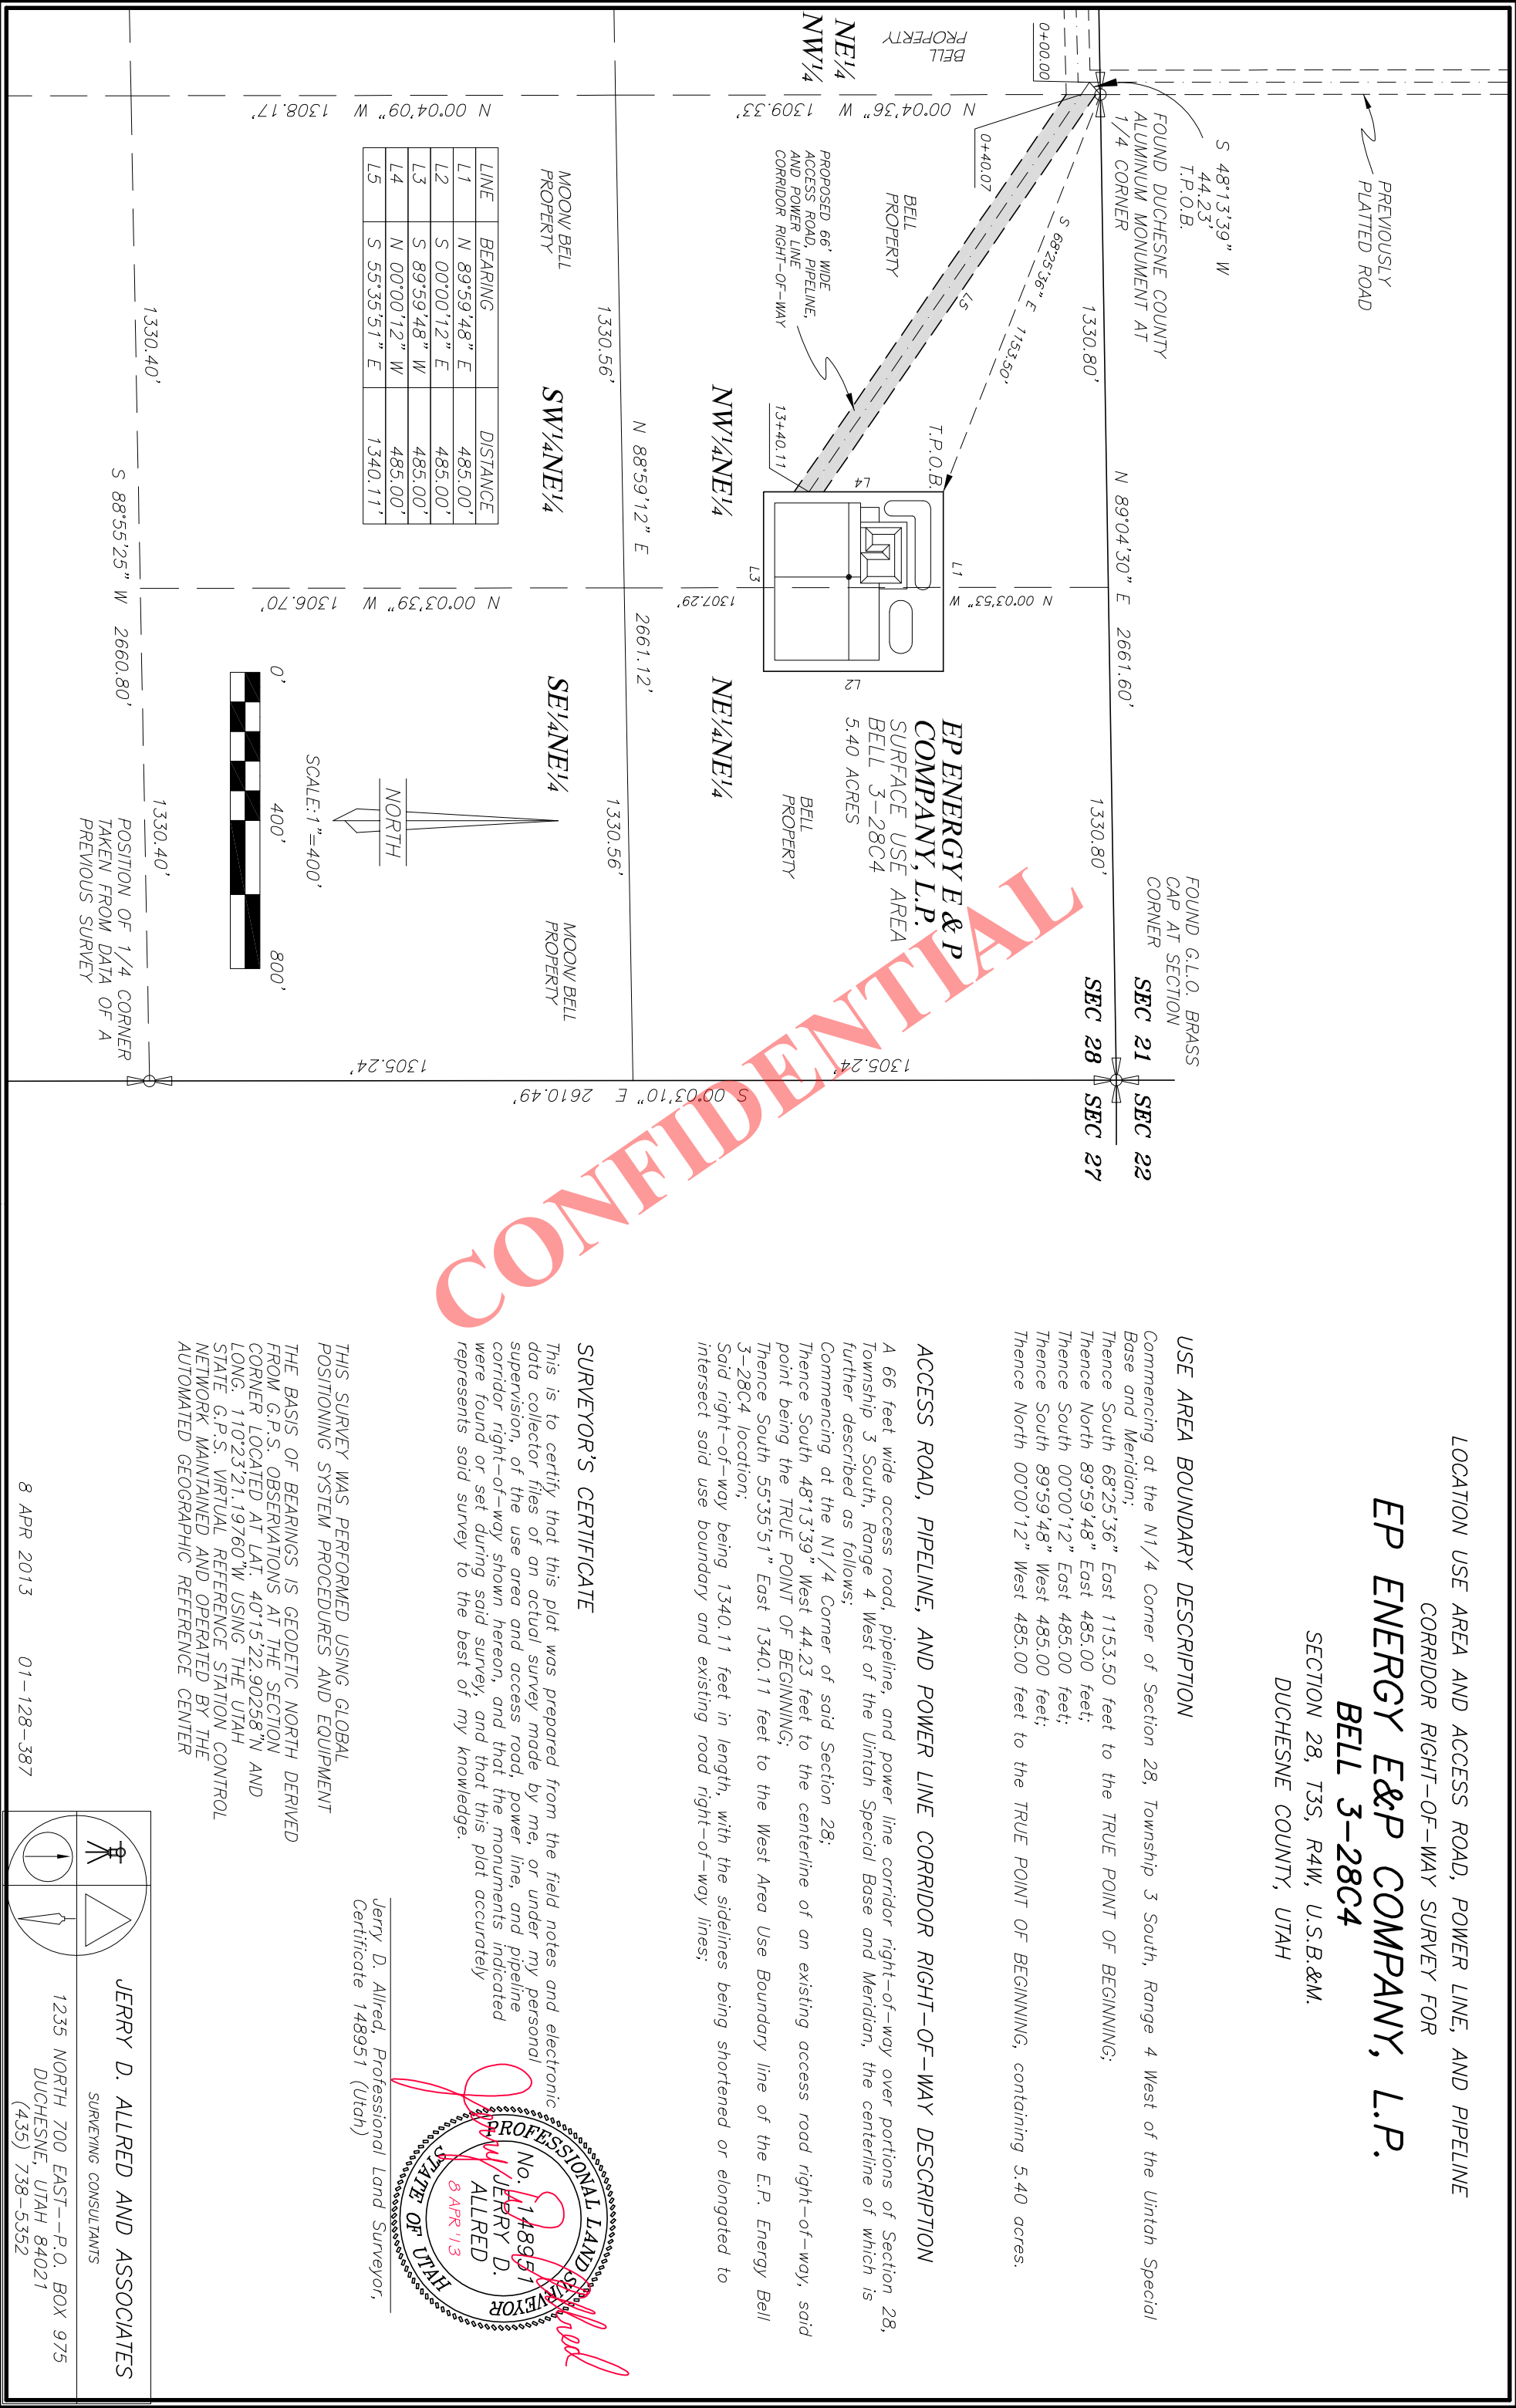 LOCATION USE AREA AND ACCESS ROAD, POWER LINE, AND PIPELINE
CORRIDOR RIGHT-OF-WAY SURVEY FOR
EP ENERGY E&P COMPANY, L.P.
BELL 3-28C4
SECTION 28, T3S, R4W, U.S.B.&M.
DUCHESNE COUNTY, UTAH
USE AREA BOUNDARY DESCRIPTION
Commencing at the N1/4 Corner of Section 28, Township 3 South, Range 4 West of the Uintah Special
Base and Meridian;
Thence South 68°25'36" East 1153.50 feet to the TRUE POINT OF BEGINNING;
Thence North 89°59'48" East 485.00 feet;
Thence South 00°00'12" East 485.00 feet;
Thence South 89°59'48" West 485.00 feet;
Thence North 00°00'12" West 485.00 feet to the TRUE POINT OF BEGINNING, containing 5.40 acres.
ACCESS ROAD, PIPELINE, AND POWER LINE CORRIDOR RIGHT-OF-WAY DESCRIPTION
A 66 feet wide access road, pipeline, and power line corridor right-of-way over portions of Section 28,
Township 3 South, Range 4 West of the Uintah Special Base and Meridian, the centerline of which is
further described as follows;
Commencing at the N1/4 Corner of said Section 28;
Thence South 48°13'39" West 44.23 feet to the centerline of an existing access road right-of-way, said
point being the TRUE POINT OF BEGINNING;
Thence South 55°35'51" East 1340.11 feet to the West Area Use Boundary line of the E.P. Energy Bell
3-28C4 location;
Said right-of-way being 1340.11 feet in length, with the sidelines being shortened or elongated to
intersect said use boundary and existing road right-of-way lines;
SURVEYOR'S CERTIFICATE
This is to certify that this plat was prepared from the field notes and electronic
data collector files of an actual survey made by me, or under my personal
supervision, of the use area and access road, power line, and pipeline
corridor right-of-way shown hereon, and that the monuments indicated
were found or set during said survey, and that this plat accurately
represents said survey to the best of my knowledge.
Jerry D. Allred, Professional Land Surveyor,
Certificate 148951 (Utah)
PROFESSIONAL LAND SURVEYOR
No. 148951
JERRY D.
ALLRED
8 APR '13
STATE OF UTAH
Jerry D. Allred
THIS SURVEY WAS PERFORMED USING GLOBAL
POSITIONING SYSTEM PROCEDURES AND EQUIPMENT
THE BASIS OF BEARINGS IS GEODETIC NORTH DERIVED
FROM G.P.S. OBSERVATIONS AT THE SECTION
CORNER LOCATED AT LAT. 40°15'22.90258"N AND
LONG. 110°23'21.19760"W USING THE UTAH
STATE G.P.S. VIRTUAL REFERENCE STATION CONTROL
NETWORK MAINTAINED AND OPERATED BY THE
AUTOMATED GEOGRAPHIC REFERENCE CENTER
8 APR 2013 01-128-387
JERRY D. ALLRED AND ASSOCIATES
SURVEYING CONSULTANTS
1235 NORTH 700 EAST--P.O. BOX 975
DUCHESNE, UTAH 84021
(435) 738-5352
PREVIOUSLY
PLATTED ROAD
S 48°13'39" W
44.23'
T.P.O.B.
FOUND DUCHESNE COUNTY
ALUMINUM MONUMENT AT
1/4 CORNER
FOUND G.L.O. BRASS
CAP AT SECTION
CORNER
SEC 21 SEC 22
SEC 28 SEC 27
N 89°04'30" E 2661.60'
1330.80'
1330.80'
0+00.00
0+40.07
BELL
PROPERTY
NE¼
NW¼
N 00°04'36" W 1309.33'
BELL
PROPERTY
S 68°25'36" E 1153.50'
L5
T.P.O.B.
PROPOSED 66' WIDE
ACCESS ROAD, PIPELINE,
AND POWER LINE
CORRIDOR RIGHT-OF-WAY
13+40.11
L1
L2
L3
L4
N 00°03'53" W
1307.29'
EP ENERGY E & P
COMPANY, L.P.
SURFACE USE AREA
BELL 3-28C4
5.40 ACRES
BELL
PROPERTY
NW¼NE¼
NE¼NE¼
1305.24'
S 00°03'10" E 2610.49'
1330.56'
N 88°59'12" E 2661.12'
1330.56'
MOON/BELL
PROPERTY
SW¼NE¼
SE¼NE¼
MOON/BELL
PROPERTY
N 00°04'09" W 1308.17'
N 00°03'39" W 1306.70'
1305.24'
LINE BEARING DISTANCE
L1 N 89°59'48" E 485.00'
L2 S 00°00'12" E 485.00'
L3 S 89°59'48" W 485.00'
L4 N 00°00'12" W 485.00'
L5 S 55°35'51" E 1340.11'
NORTH
SCALE: 1"=400'
0' 400' 800'
1330.40'
S 88°55'25" W 2660.80'
1330.40'
POSITION OF 1/4 CORNER
TAKEN FROM DATA OF A
PREVIOUS SURVEY
CONFIDENTIAL